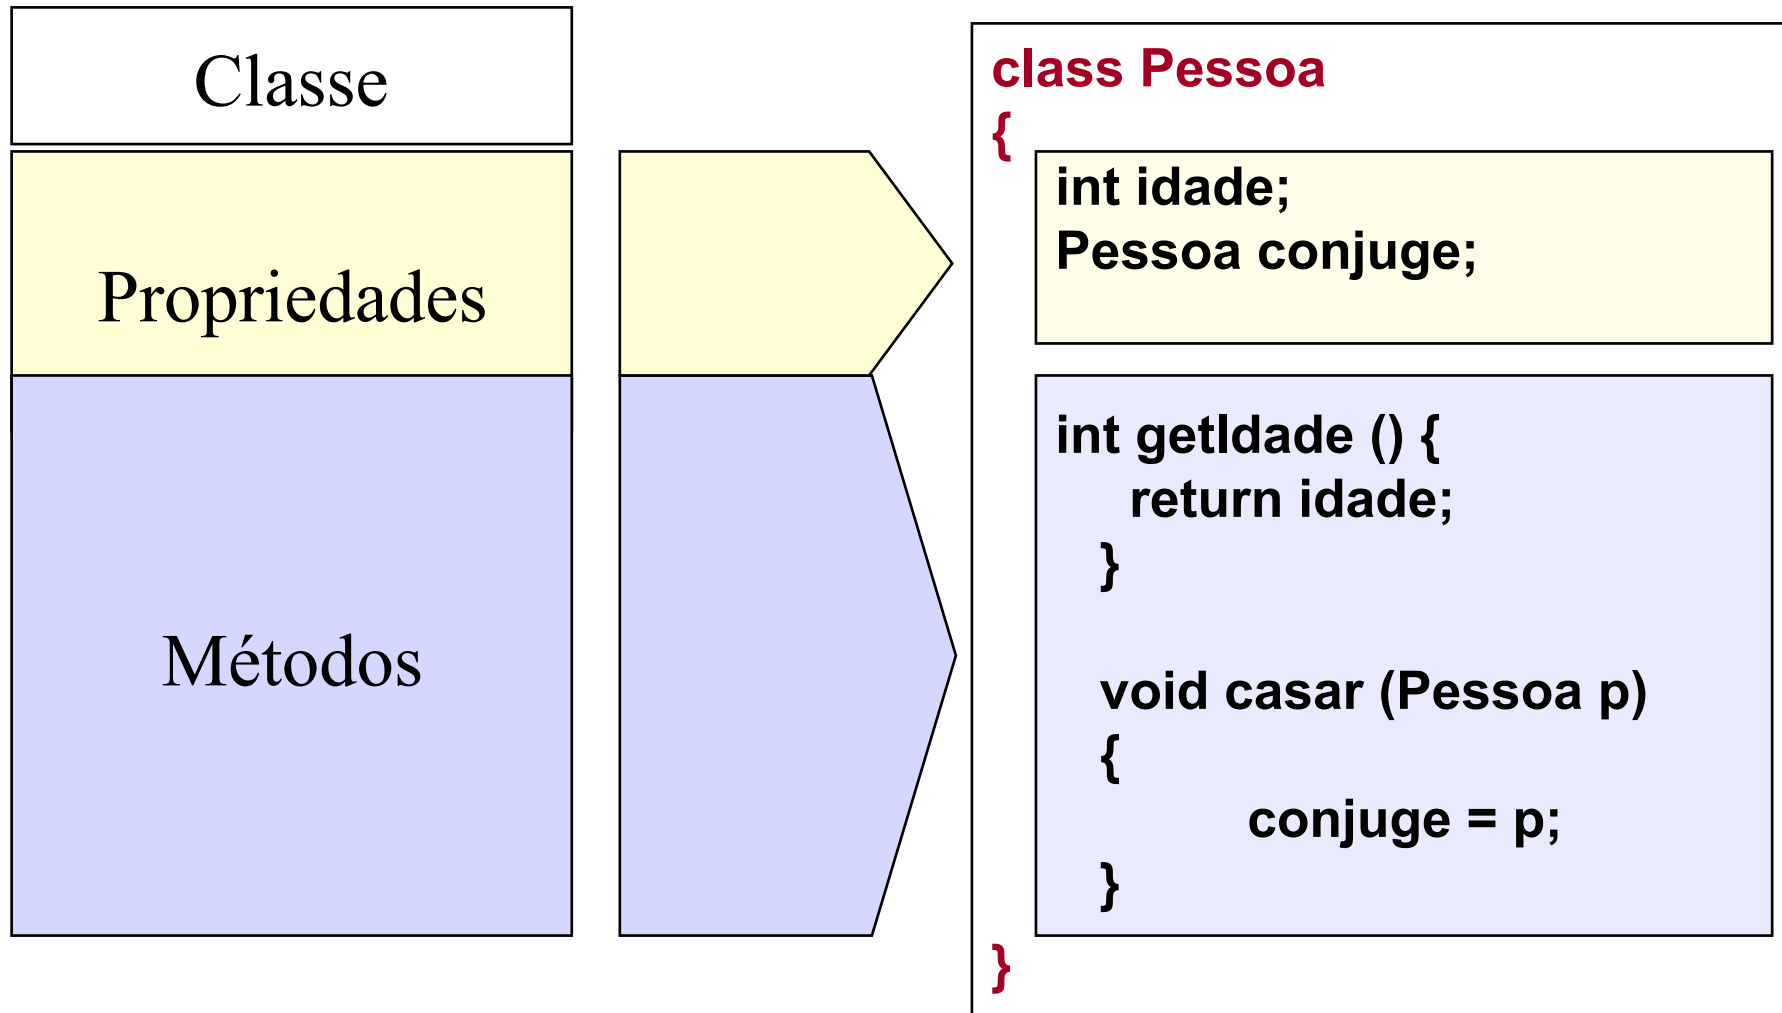 Classe
Propriedades
Métodos
class Pessoa
{
int idade;
Pessoa conjuge;
int getIdade () {
return idade;
}
void casar (Pessoa p)
{
conjuge = p;
}
}